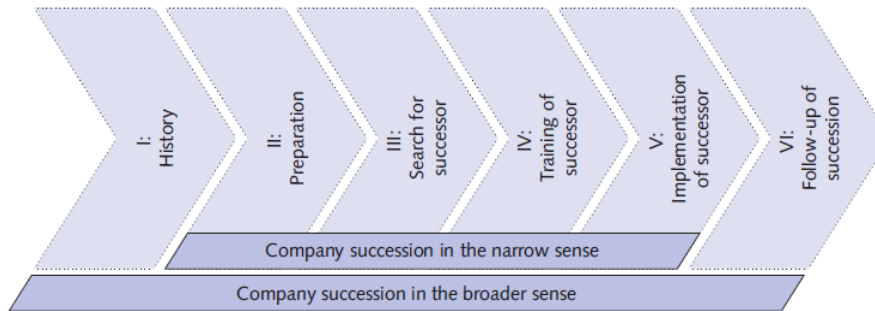 I:
History
II:
Preparation
III:
Search for
successor
IV:
Training of
successor
V:
Implementation
of successor
VI:
Follow-up of
succession
Company succession in the narrow sense
Company succession in the broader sense